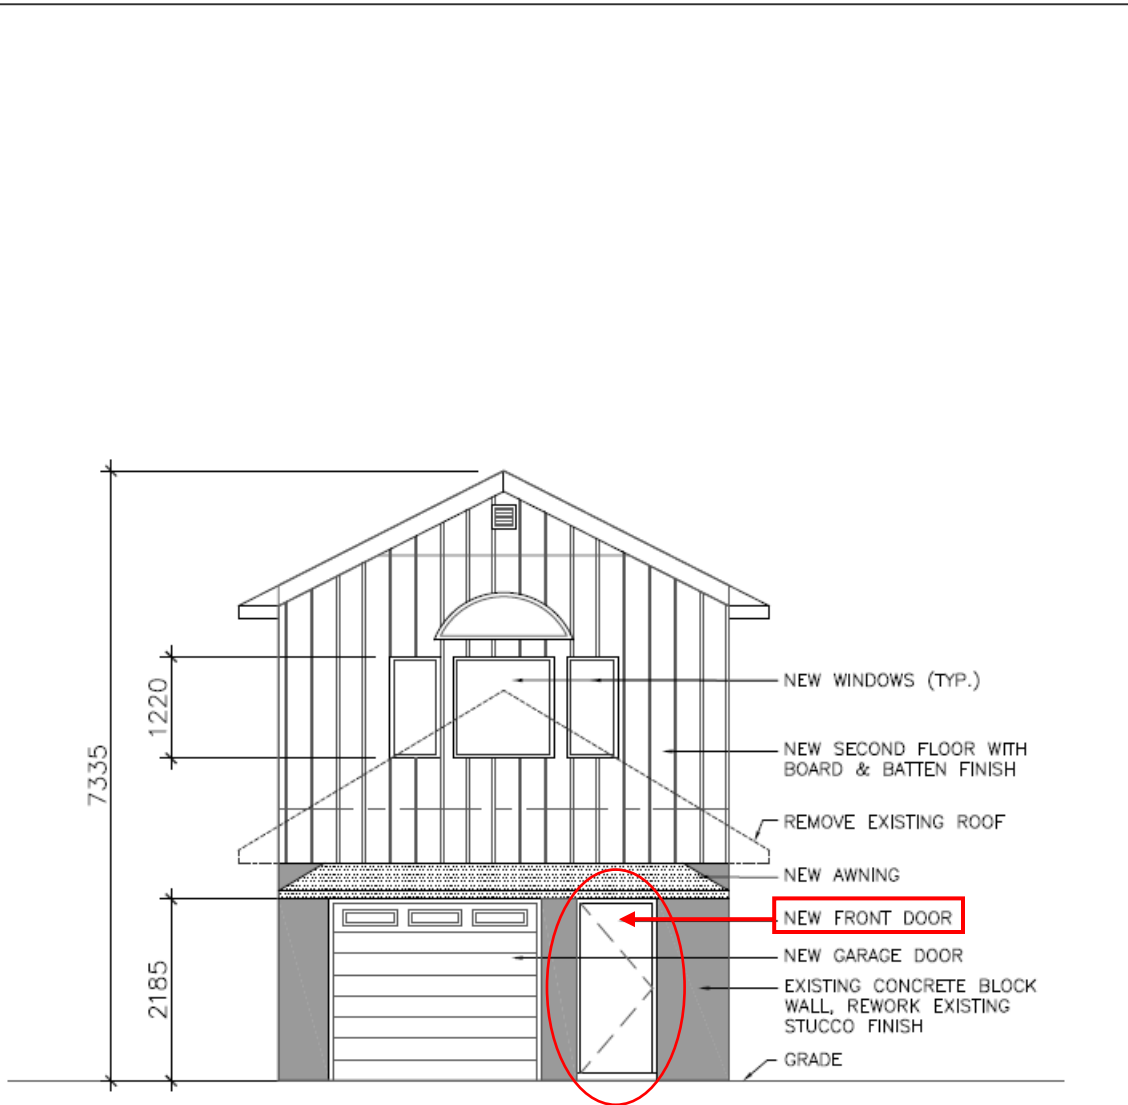 NEW WINDOWS (TYP.)
1220
NEW SECOND FLOOR WITH
BOARD & BATTEN FINISH
7335
REMOVE EXISTING ROOF
NEW AWNING
NEW FRONT DOOR
NEW GARAGE DOOR
2185
EXISTING CONCRETE BLOCK
WALL, REWORK EXISTING
STUCCO FINISH
GRADE